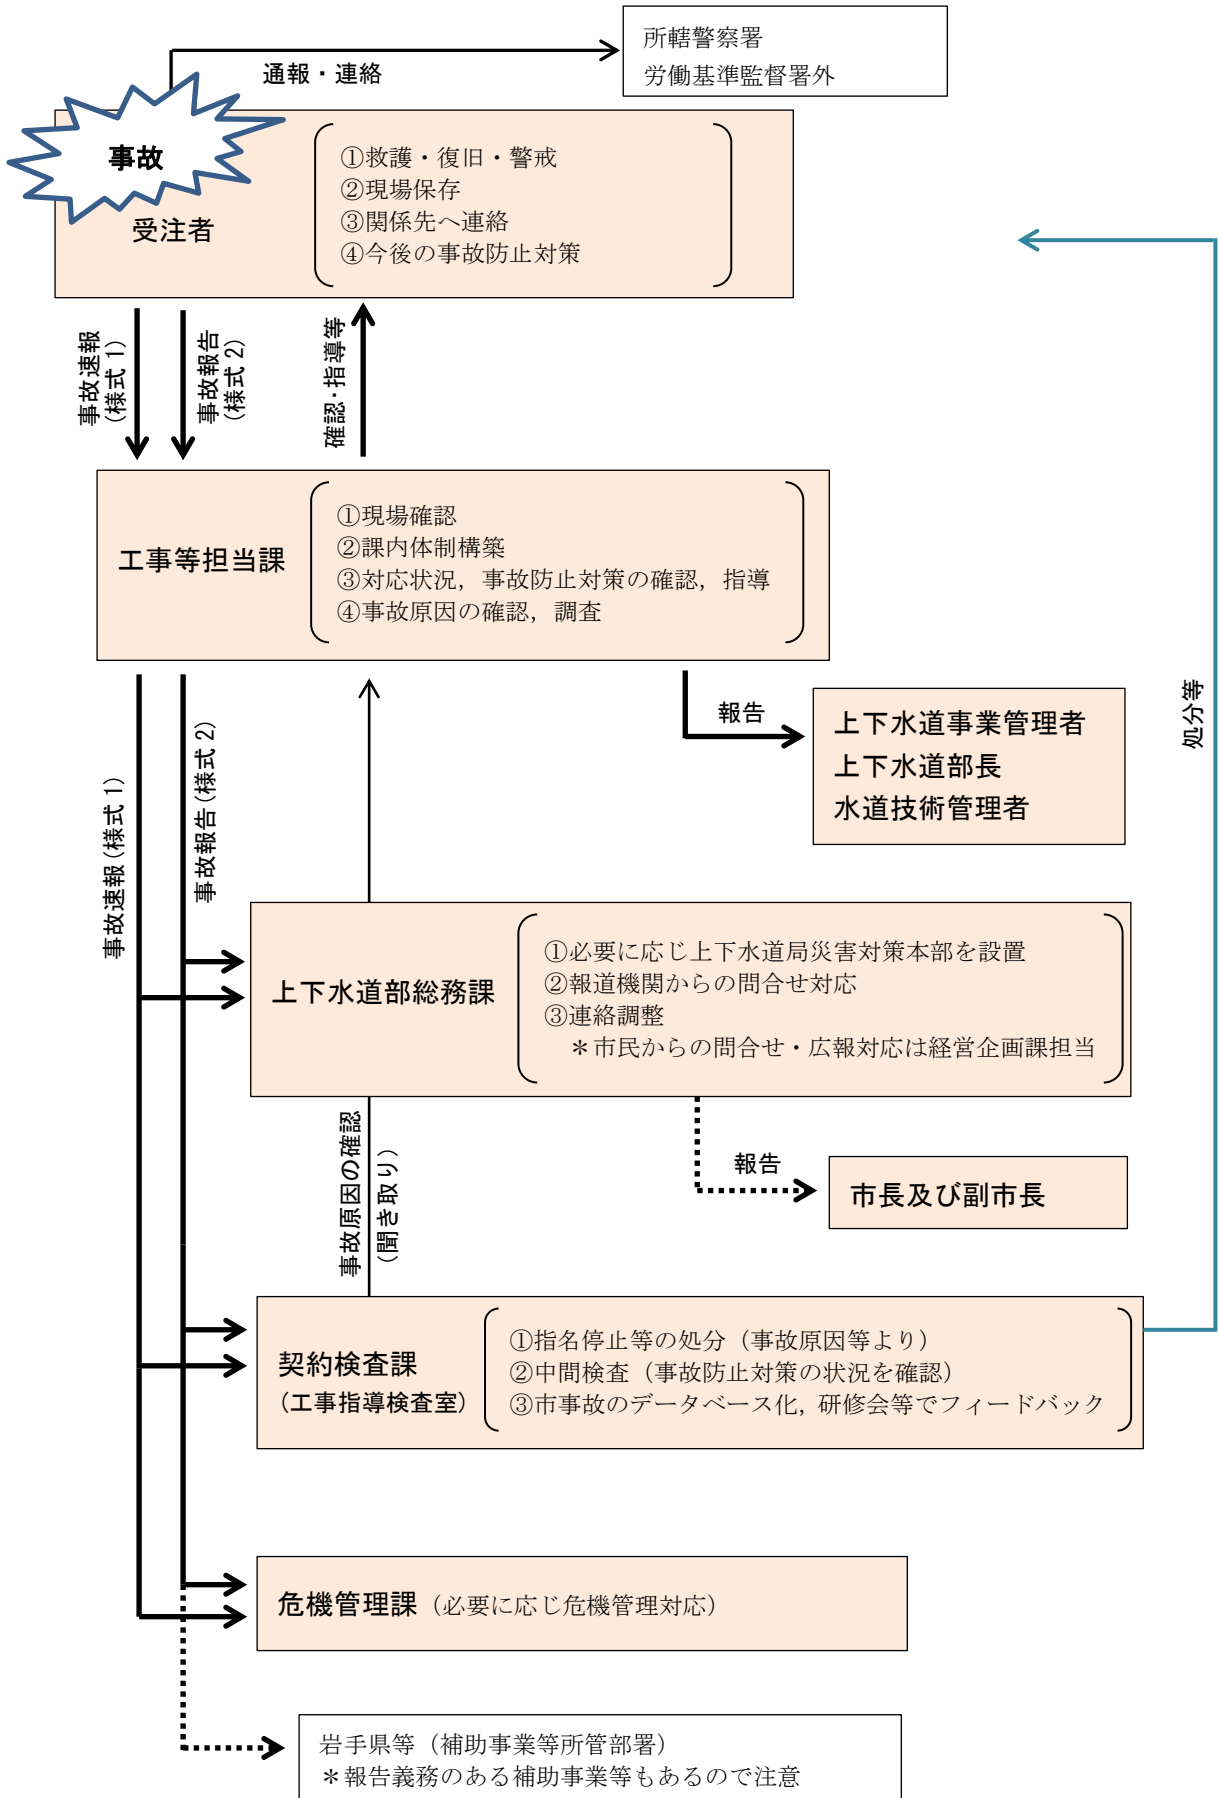 所轄警察署
労働基準監督署外
通報・連絡
事故
受注者
①救護・復旧・警戒
②現場保存
③関係先へ連絡
④今後の事故防止対策
事故速報
(様式 1)
事故報告
(様式 2)
確認・指導等
工事等担当課
①現場確認
②課内体制構築
③対応状況，事故防止対策の確認，指導
④事故原因の確認，調査
報告
上下水道事業管理者
上下水道部長
水道技術管理者
処分等
事故速報(様式 1)
事故報告(様式 2)
上下水道部総務課
①必要に応じ上下水道局災害対策本部を設置
②報道機関からの問合せ対応
③連絡調整
＊市民からの問合せ・広報対応は経営企画課担当
報告
市長及び副市長
事故原因の確認
(聞き取り)
契約検査課
(工事指導検査室)
①指名停止等の処分（事故原因等より）
②中間検査（事故防止対策の状況を確認）
③市事故のデータベース化，研修会等でフィードバック
危機管理課（必要に応じ危機管理対応）
岩手県等（補助事業等所管部署）
＊報告義務のある補助事業等もあるので注意